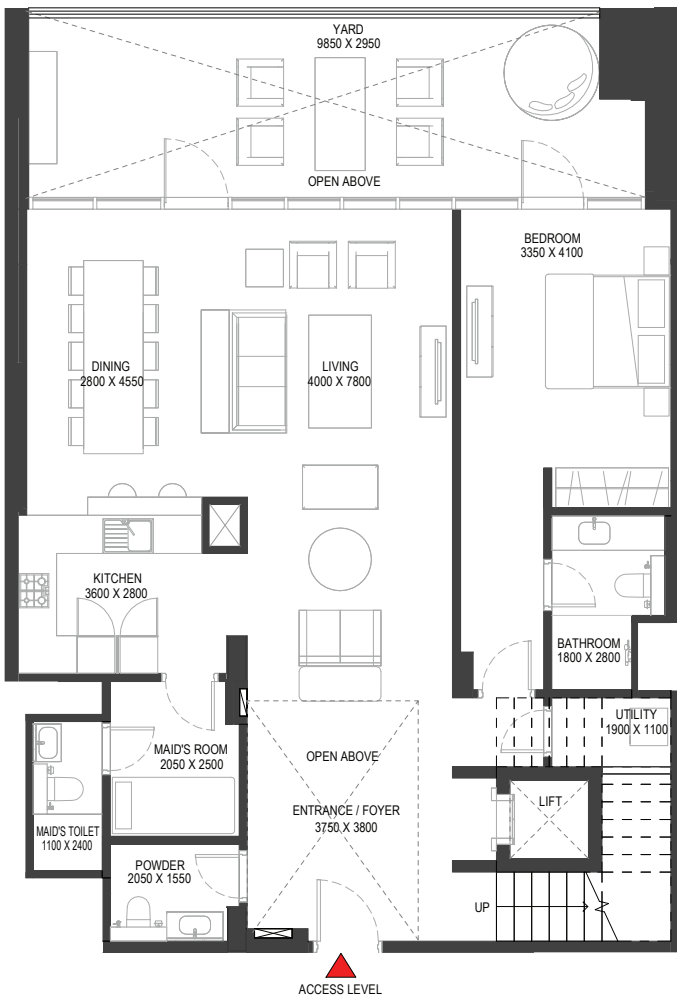 YARD
9850 X 2950
OPEN ABOVE
BEDROOM
3350 X 4100
DINING
2800 X 4550
LIVING
4000 X 7800
KITCHEN
3600 X 2800
BATHROOM
1800 X 2800
UTILITY
1900 X 1100
MAID'S ROOM
2050 X 2500
OPEN ABOVE
ENTRANCE / FOYER
3750 X 3800
LIFT
MAID'S TOILET
1100 X 2400
POWDER
2050 X 1550
UP
ACCESS LEVEL